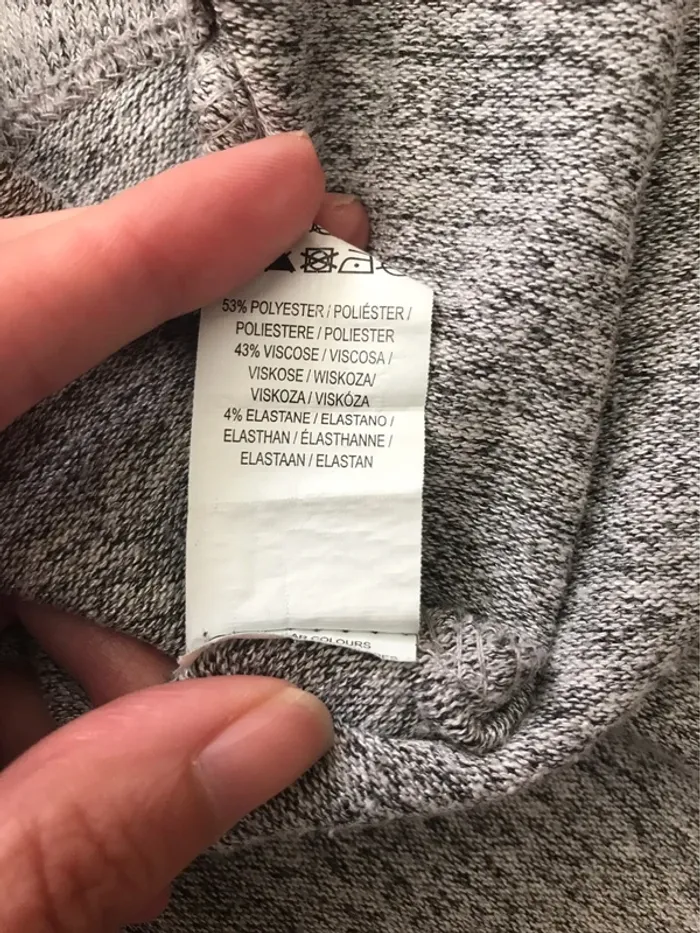 53% POLYESTER / POLIÉSTER /
POLIESTERE / POLIESTER
43% VISCOSE / VISCOSA /
VISKOSE / WISKOZA/
VISKOZA / VISKÓZA
4% ELASTANE / ELASTANO /
ELASTHAN / ÉLASTHANNE /
ELASTAAN / ELASTAN
COLOURS